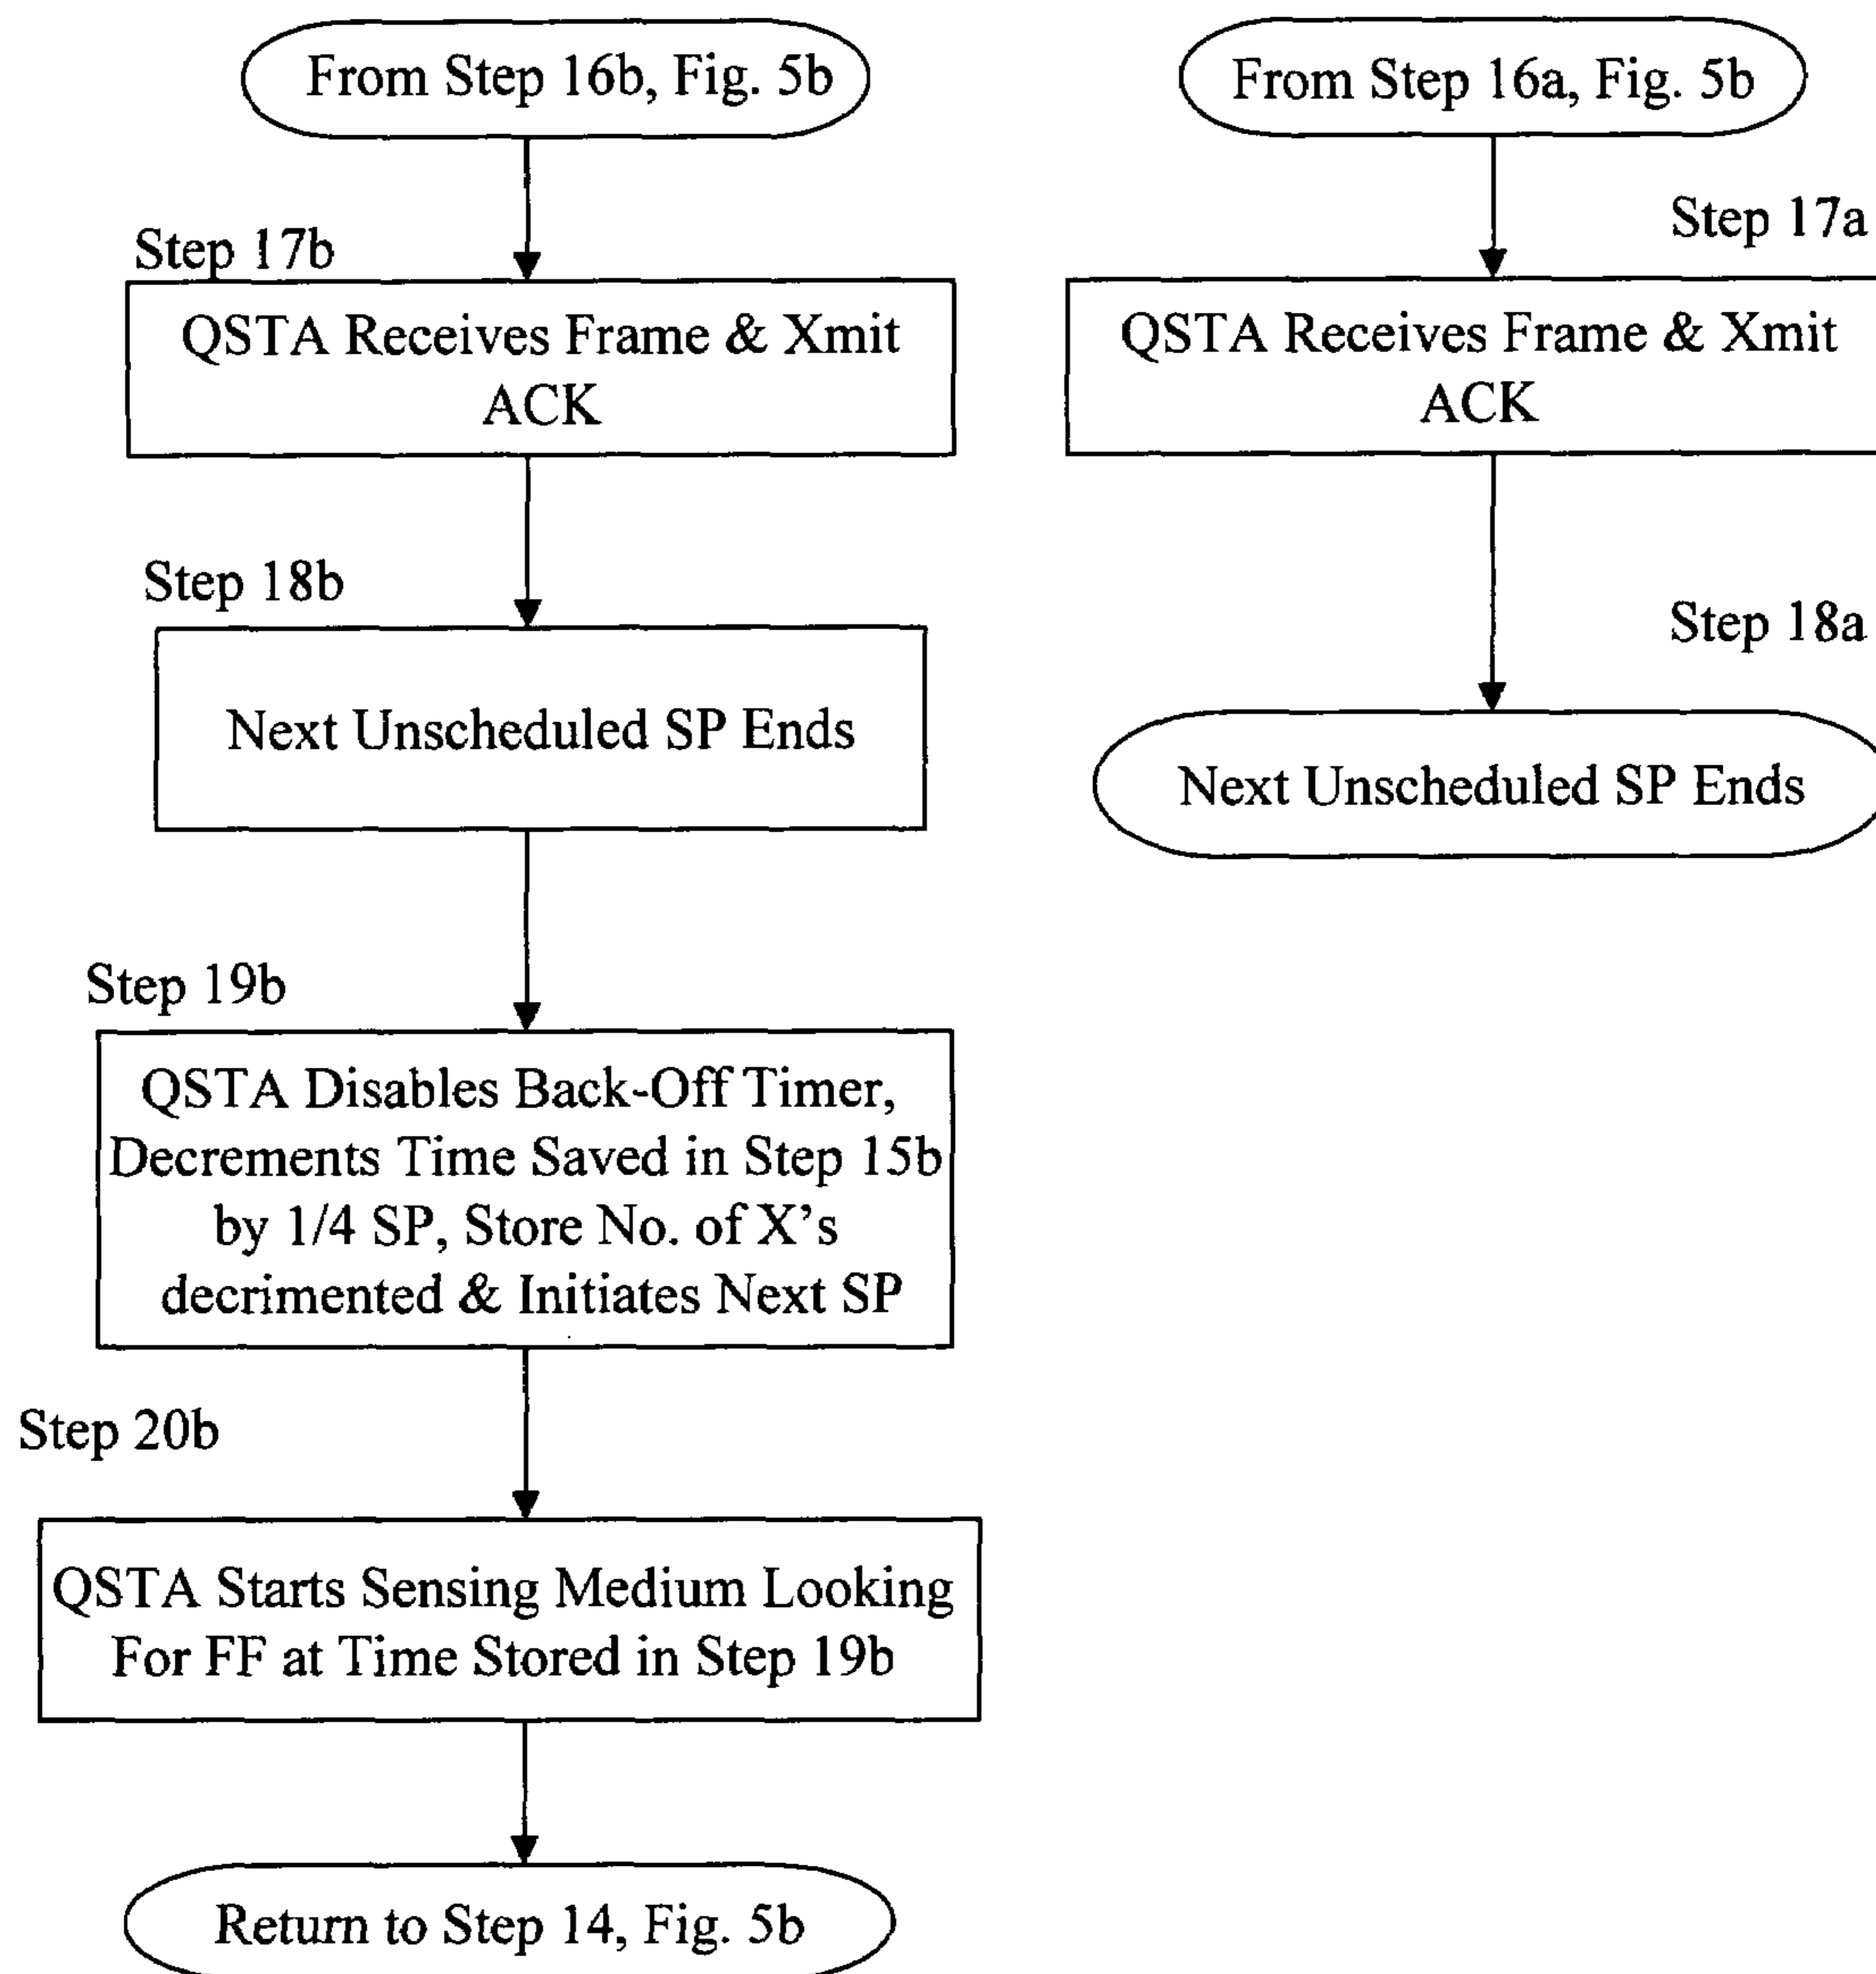 From Step 16b, Fig. 5b
Step 17b
QSTA Receives Frame & Xmit
ACK
Step 18b
Next Unscheduled SP Ends
Step 19b
QSTA Disables Back-Off Timer,
Decrements Time Saved in Step 15b
by 1/4 SP, Store No. of X's
decrimented & Initiates Next SP
Step 20b
QSTA Starts Sensing Medium Looking
For FF at Time Stored in Step 19b
Return to Step 14, Fig. 5b
From Step 16a, Fig. 5b
Step 17a
QSTA Receives Frame & Xmit
ACK
Step 18a
Next Unscheduled SP Ends